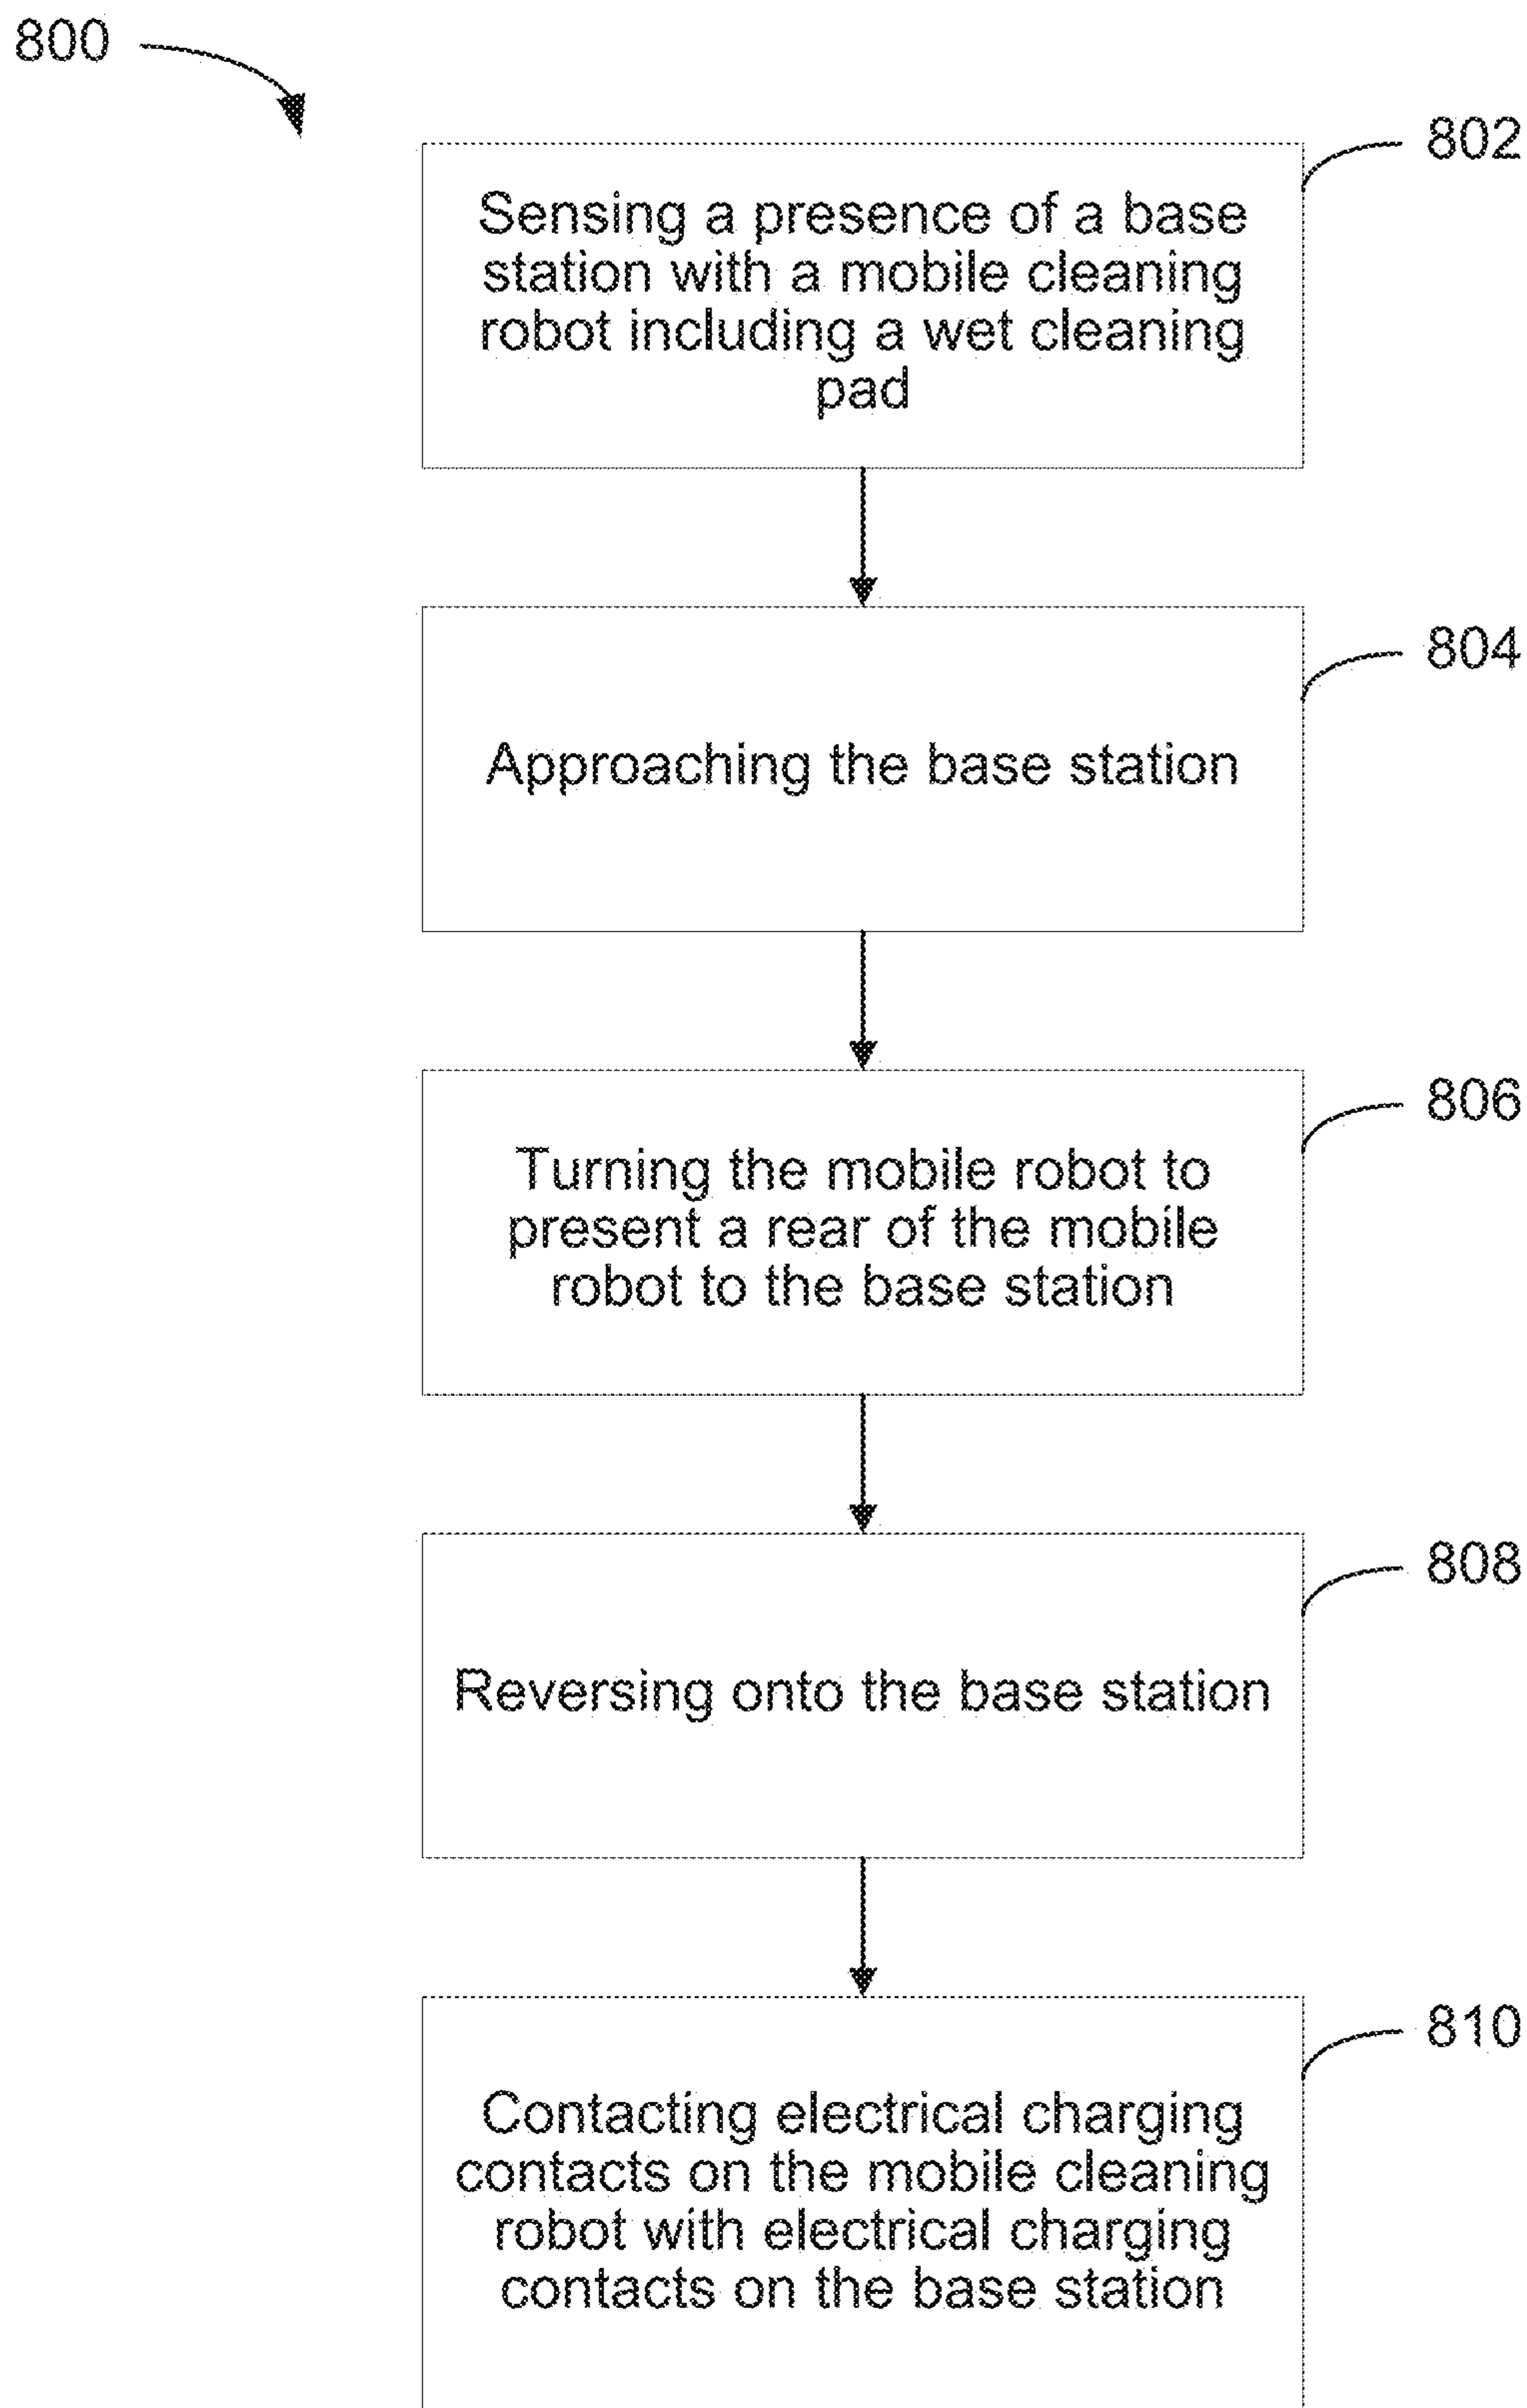 800
802
Sensing a presence of a base
station with a mobile cleaning
robot including a wet cleaning
pad
804
Approaching the base station
806
Turning the mobile robot to
present a rear of the mobile
robot to the base station
808
Reversing onto the base station
810
Contacting electrical charging
contacts on the mobile cleaning
robot with electrical charging
contacts on the base station